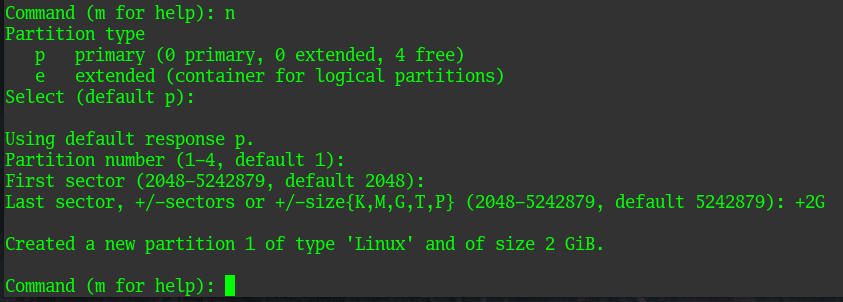 Command (m for help): n
Partition type
   p   primary (0 primary, 0 extended, 4 free)
   e   extended (container for logical partitions)
Select (default p):
Using default response p.
Partition number (1-4, default 1):
First sector (2048-5242879, default 2048):
Last sector, +/-sectors or +/-size{K,M,G,T,P} (2048-5242879, default 5242879): +2G
Created a new partition 1 of type 'Linux' and of size 2 GiB.
Command (m for help):